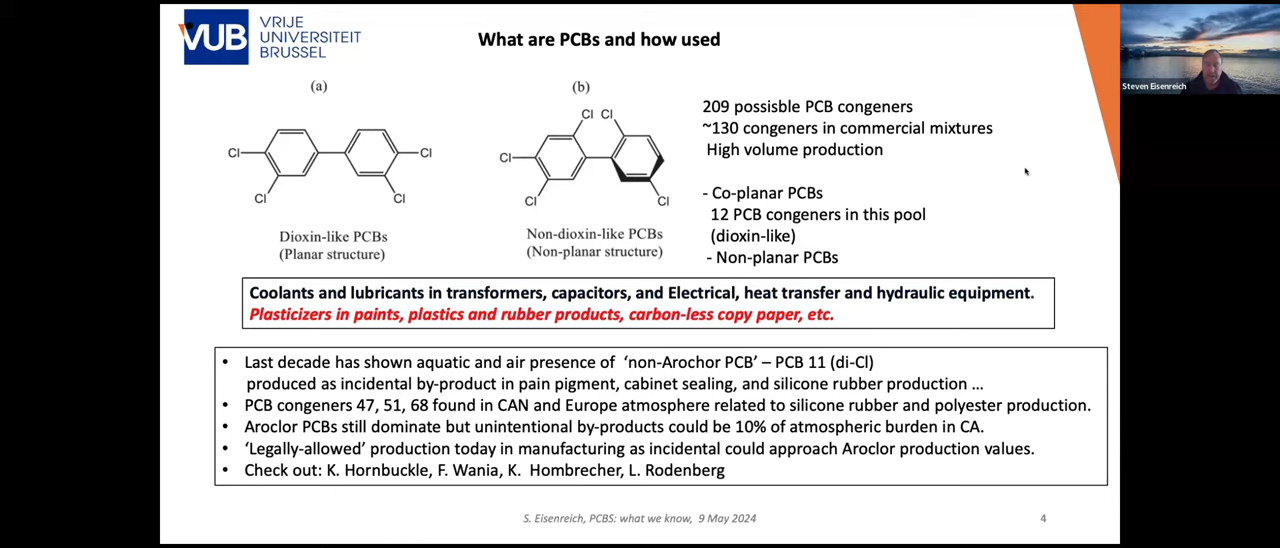 VUB
VRIJE
UNIVERSITEIT
BRUSSEL
What are PCBs and how used
Steven Eisenreich
(a)
(b)
Cl
Cl
Cl
Cl
Dioxin-like PCBs
(Planar structure)
Cl
Cl
Cl
Cl
Cl
Non-dioxin-like PCBs
(Non-planar structure)
209 possisble PCB congeners
~130 congeners in commercial mixtures
High volume production
- Co-planar PCBs
12 PCB congeners in this pool
(dioxin-like)
- Non-planar PCBs
Coolants and lubricants in transformers, capacitors, and Electrical, heat transfer and hydraulic equipment.
Plasticizers in paints, plastics and rubber products, carbon-less copy paper, etc.
• Last decade has shown aquatic and air presence of ‘non-Arochor PCB’ – PCB 11 (di-Cl)
produced as incidental by-product in pain pigment, cabinet sealing, and silicone rubber production ...
• PCB congeners 47, 51, 68 found in CAN and Europe atmosphere related to silicone rubber and polyester production.
• Aroclor PCBs still dominate but unintentional by-products could be 10% of atmospheric burden in CA.
• ‘Legally-allowed’ production today in manufacturing as incidental could approach Aroclor production values.
• Check out: K. Hornbuckle, F. Wania, K. Hombrecher, L. Rodenberg
S. Eisenreich, PCBS: what we know, 9 May 2024
4